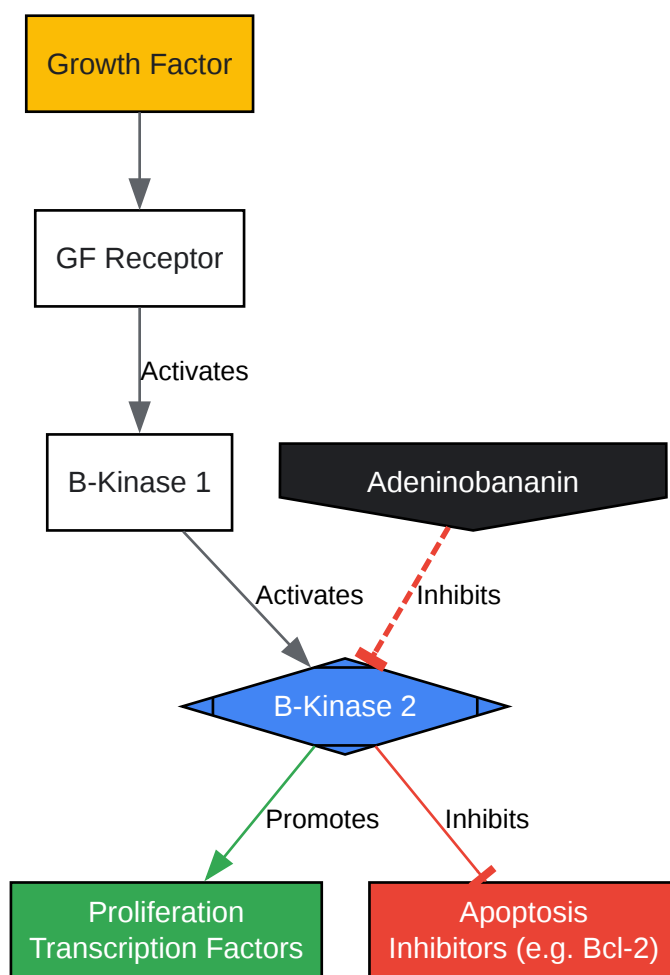 Growth Factor
GF Receptor
Activates
B-Kinase 1
Adeninobananin
Activates
Inhibits
B-Kinase 2
Promotes
Inhibits
Proliferation
Transcription Factors
Apoptosis
Inhibitors (e.g. Bcl-2)